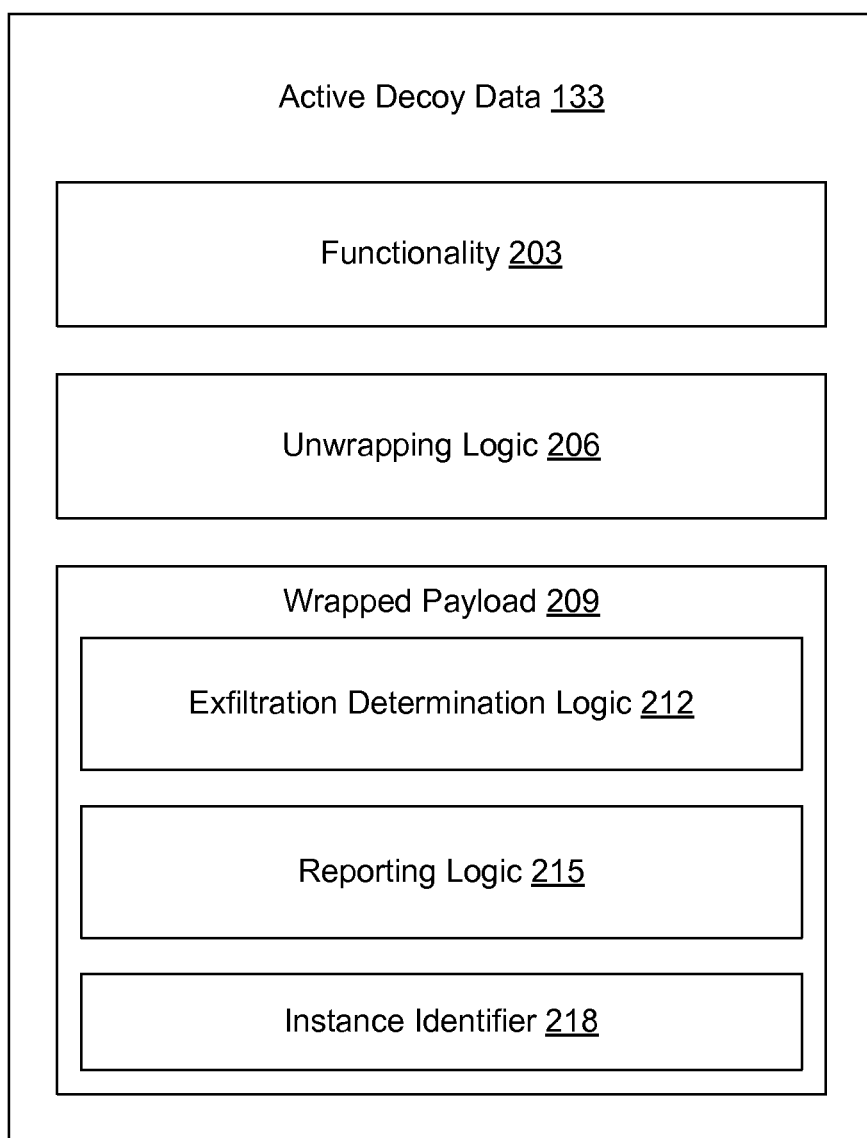 Active Decoy Data 133
Functionality 203
Unwrapping Logic 206
Wrapped Payload 209
Exfiltration Determination Logic 212
Reporting Logic 215
Instance Identifier 218